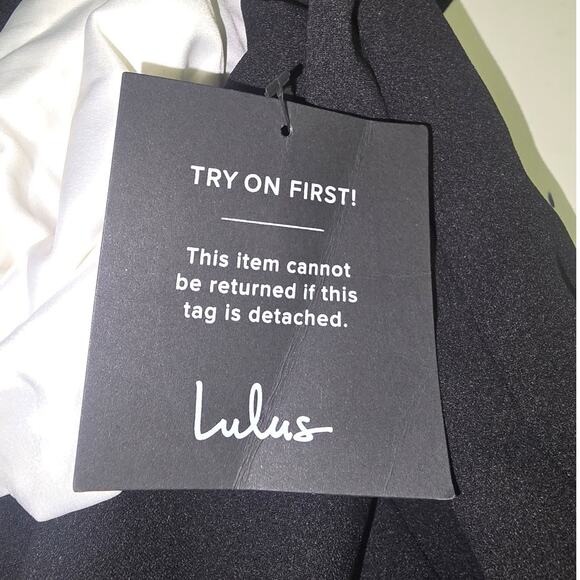 TRY ON FIRST!
This item cannot
be returned if this
tag is detached.
Lulus